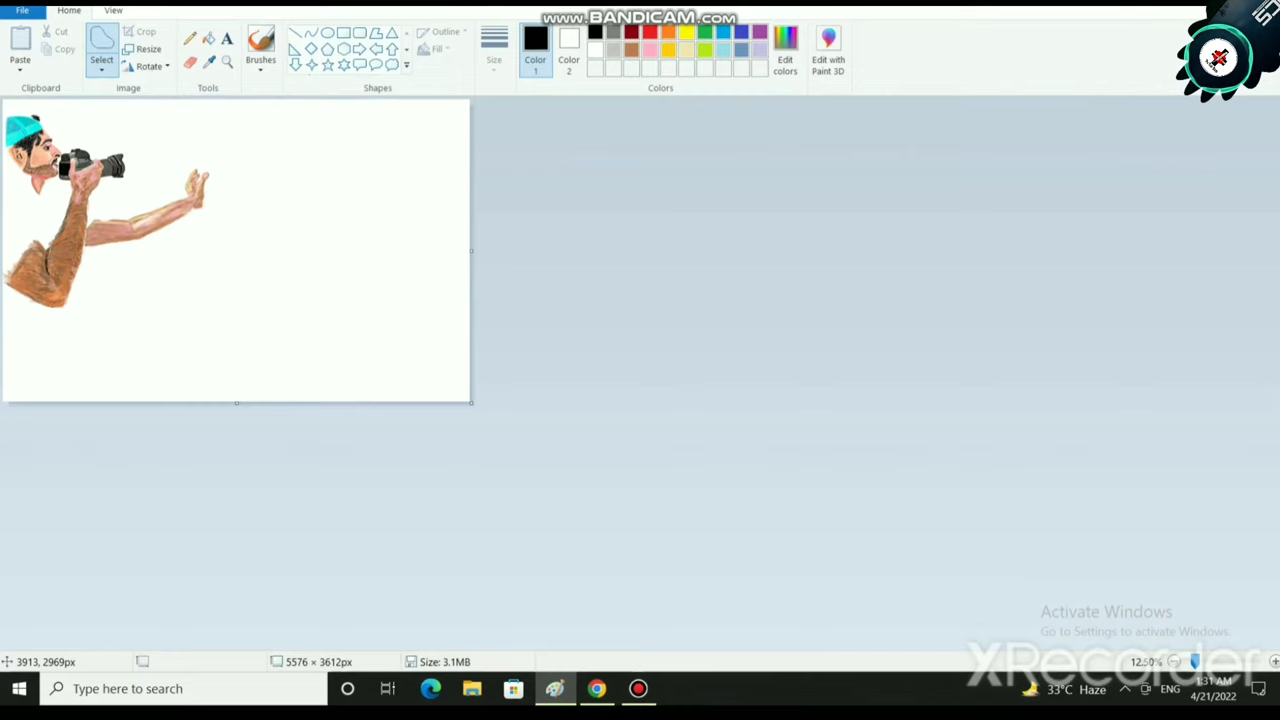 www.BANDICAM.com
File Home View
Paste
Cut
Copy
Clipboard
Select
Crop
Resize
Rotate
Image
A
Tools
Brushes
Outline
Fill
Shapes
Size
Color
1
Color
2
Edit
colors
Colors
Edit with
Paint 3D
Activate Windows
Go to Settings to activate Windows.
XRecorder
3913, 2969px
5576 × 3612px
Size: 3.1MB
12.50%
Type here to search
33°C Haze
ENG
1:31 AM
4/21/2022